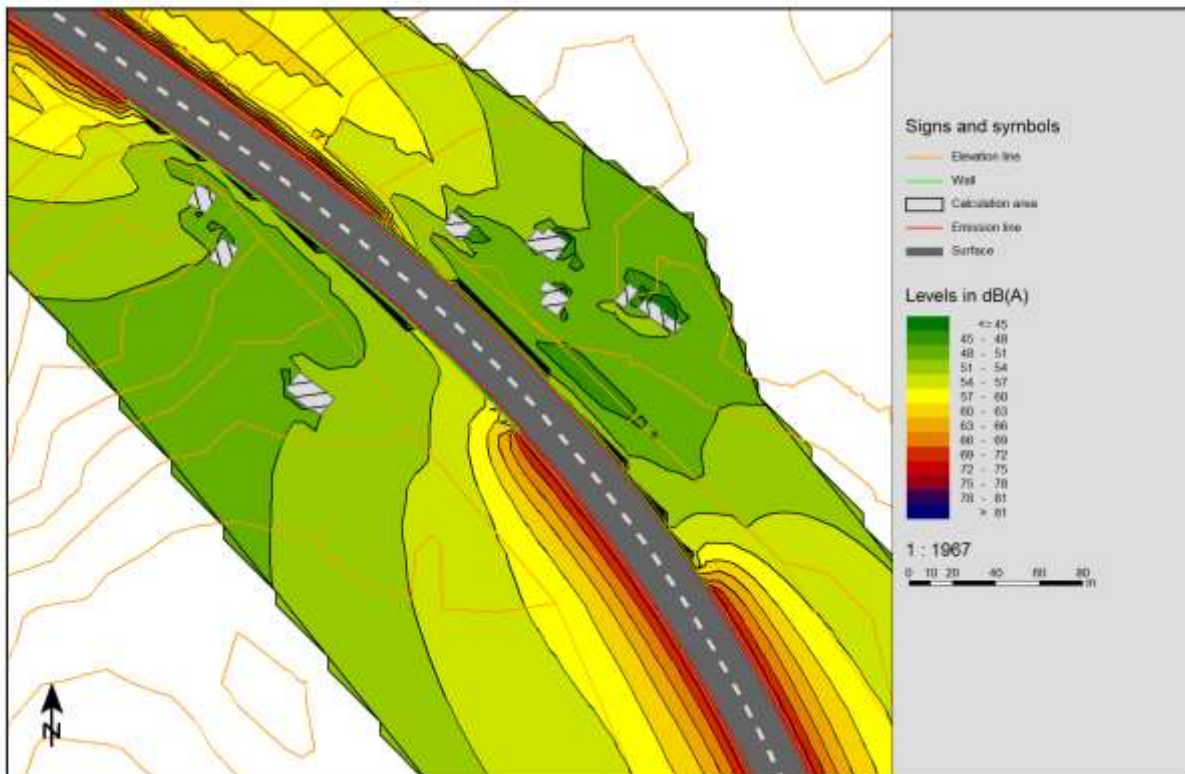 Signs and symbols
Elevation line
Wall
Calculation area
Emission line
Surface
Levels in dB(A)
<= 45
45 - 48
48 - 51
51 - 54
54 - 57
57 - 60
60 - 63
63 - 66
66 - 69
69 - 72
72 - 75
75 - 78
78 - 81
> 81
1 : 1967
0 10 20 40 60 80
m
N